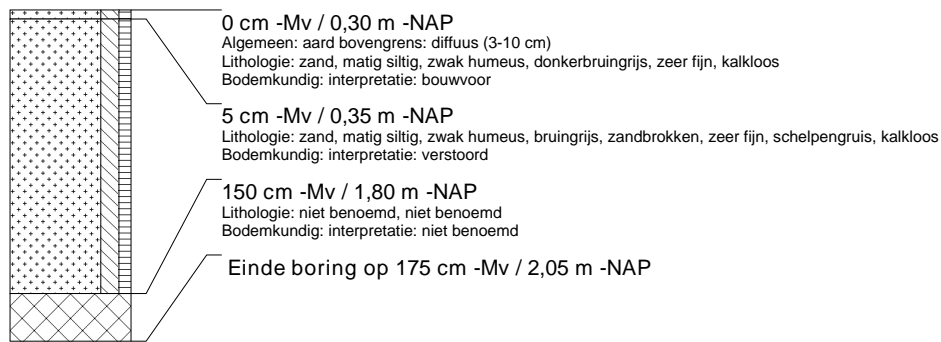 0 cm -Mv / 0,30 m -NAP
Algemeen: aard bovengrens: diffuus (3-10 cm)
Lithologie: zand, matig siltig, zwak humeus, donkerbruingrijs, zeer fijn, kalkloos
Bodemkundig: interpretatie: bouwvoor
5 cm -Mv / 0,35 m -NAP
Lithologie: zand, matig siltig, zwak humeus, bruingrijs, zandbrokken, zeer fijn, schelpengruis, kalkloos
Bodemkundig: interpretatie: verstoord
150 cm -Mv / 1,80 m -NAP
Lithologie: niet benoemd, niet benoemd
Bodemkundig: interpretatie: niet benoemd
Einde boring op 175 cm -Mv / 2,05 m -NAP